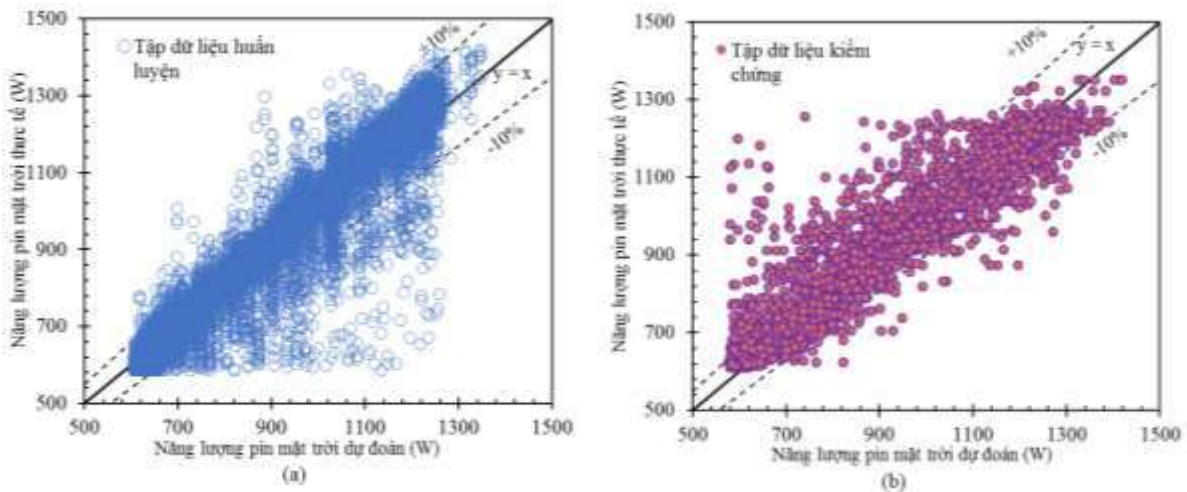 1500
1300
1100
900
700
500
Năng lượng pin mặt trời thực tế (W)
Tập dữ liệu huấn
luyện
+10%
y = x
-10%
500 700 900 1100 1300 1500
Năng lượng pin mặt trời dự đoán (W)
(a)
1500
1300
1100
900
700
500
Năng lượng pin mặt trời thực tế (W)
Tập dữ liệu kiểm
chứng
+10%
y = x
-10%
500 700 900 1100 1300 1500
Năng lượng pin mặt trời dự đoán (W)
(b)